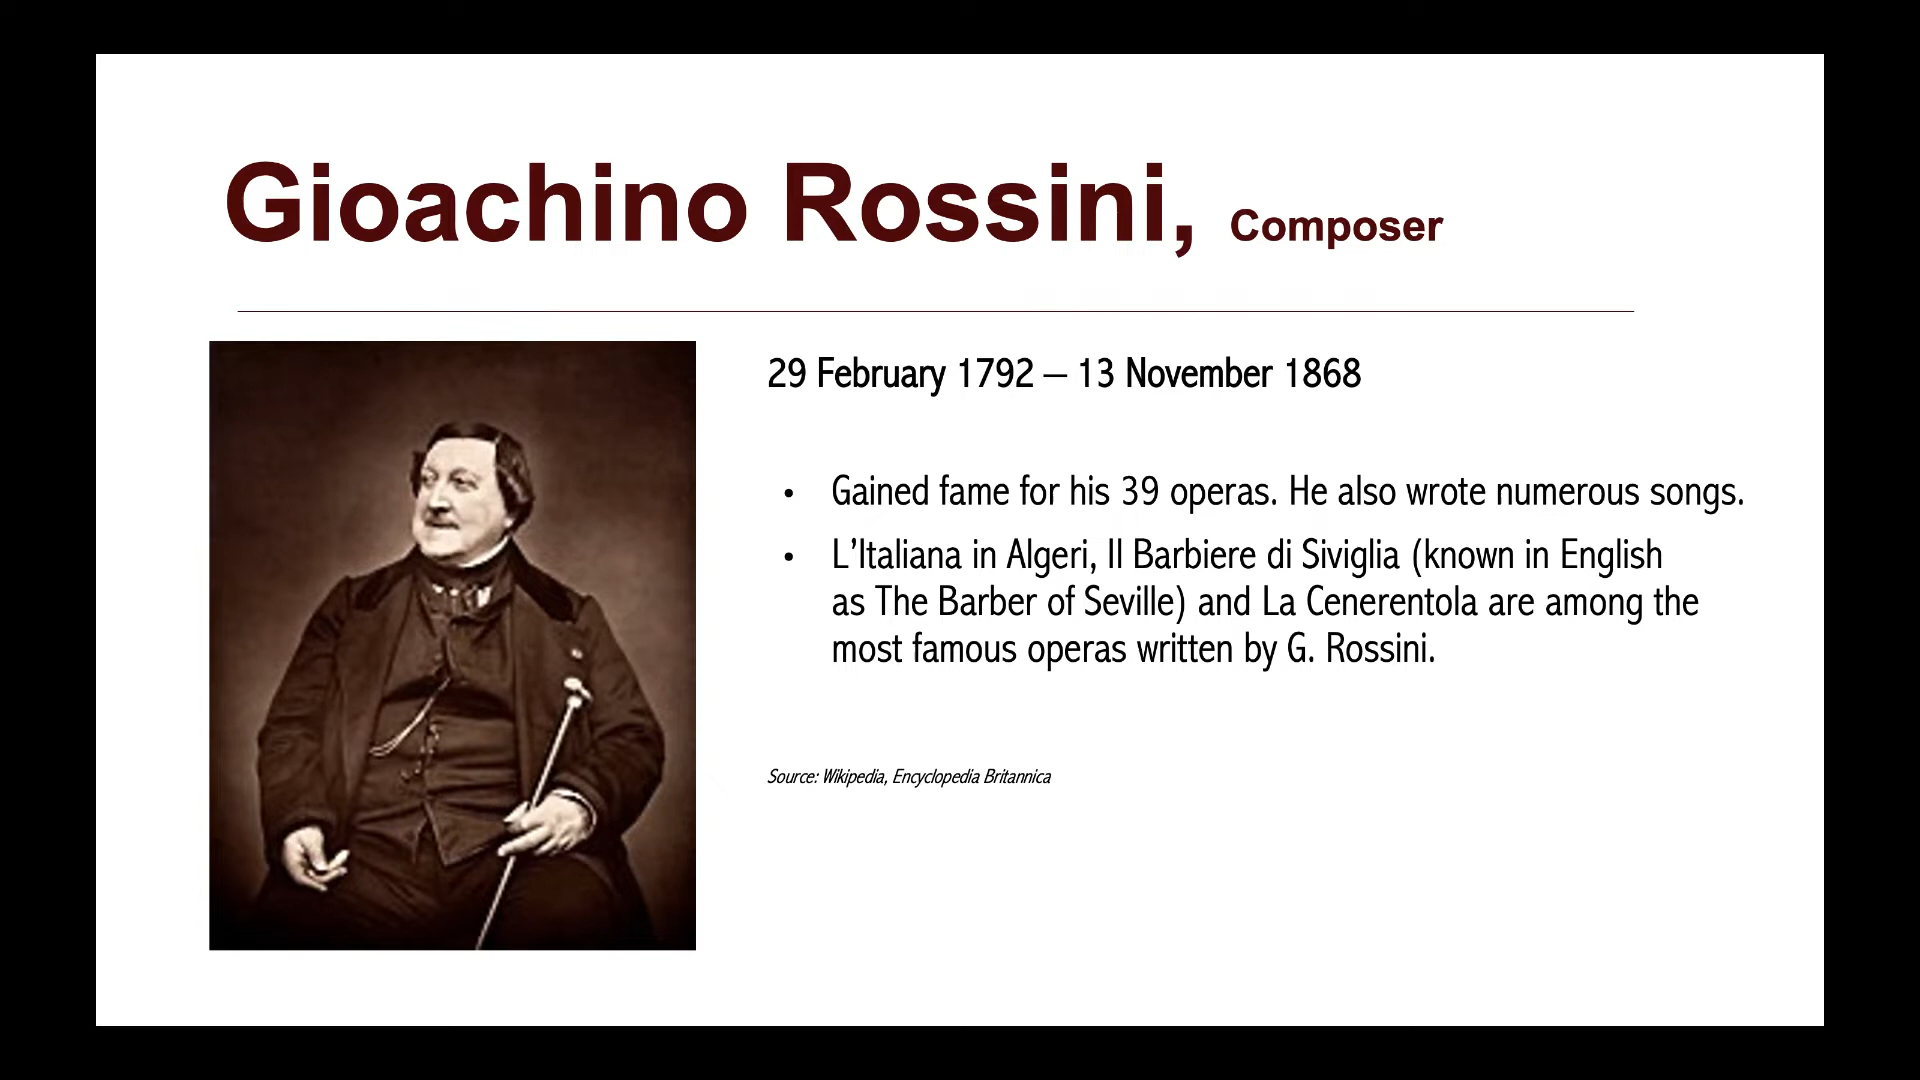 Gioachino Rossini, Composer
29 February 1792 – 13 November 1868
• Gained fame for his 39 operas. He also wrote numerous songs.
• L’Italiana in Algeri, Il Barbiere di Siviglia (known in English
as The Barber of Seville) and La Cenerentola are among the
most famous operas written by G. Rossini.
Source: Wikipedia, Encyclopedia Britannica